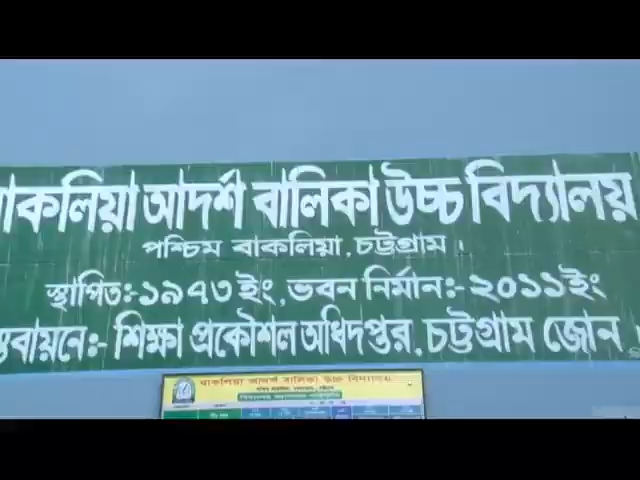 বাকলিয়া আদর্শ বালিকা উচ্চ বিদ্যালয়
পশ্চিম বাকলিয়া, চট্টগ্রাম ।
স্থাপিত:-১৯৭৩ ইং, ভবন নির্মান:-২০১১ইং
স্তবায়নে:- শিক্ষা প্রকৌশল অধিদপ্তর, চট্টগ্রাম জোন
বাকলিয়া আদর্শ বালিকা উচ্চ বিদ্যালয়